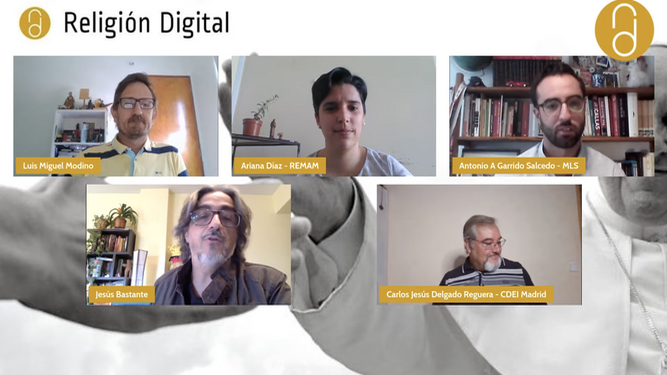 Religión Digital
Luis Miguel Modino
Ariana Díaz - REMAM
Antonio A Garrido Salcedo - MLS
Jesús Bastante
Carlos Jesús Delgado Reguera - CDEI Madrid